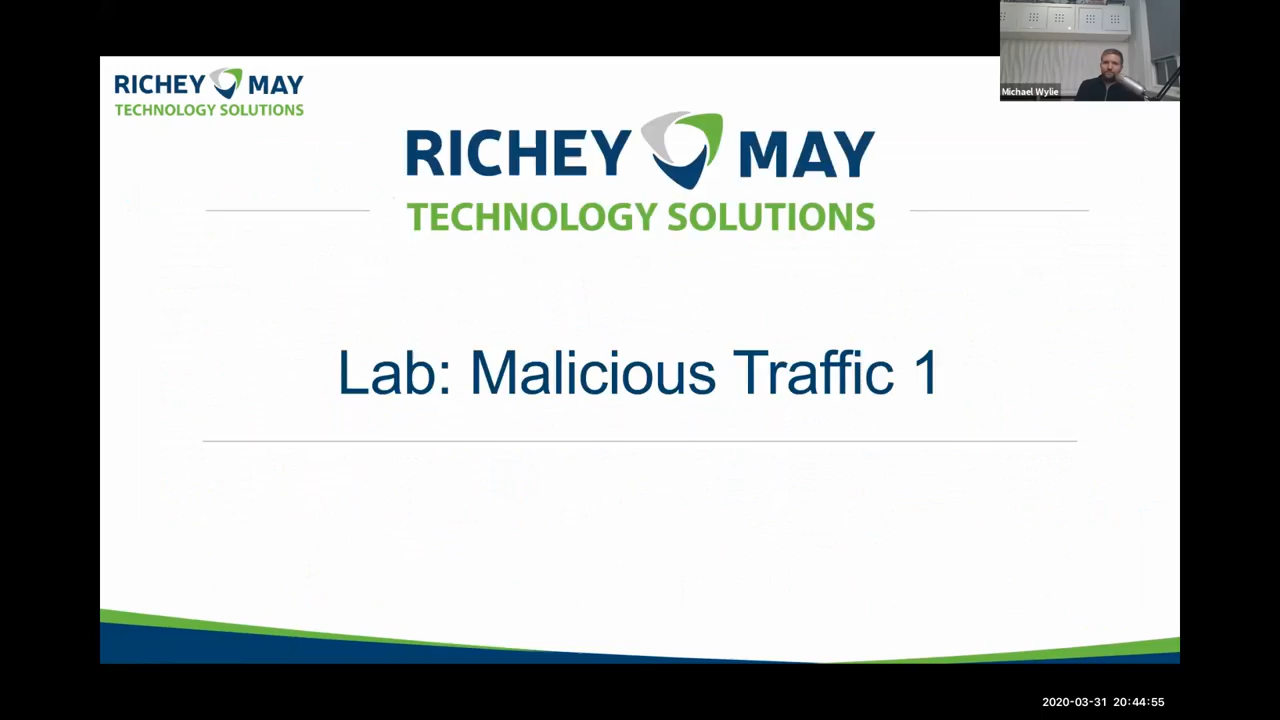 RICHEY MAY
TECHNOLOGY SOLUTIONS
Michael Wylie
RICHEY MAY
TECHNOLOGY SOLUTIONS
Lab: Malicious Traffic 1
2020-03-31 20:44:55